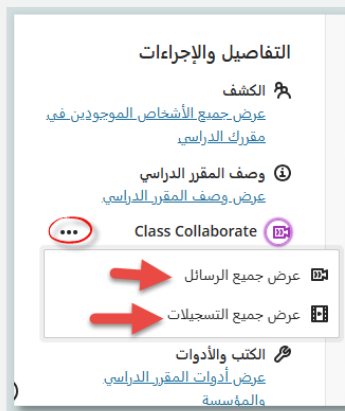 التفاصيل والإجراءات
الكشف
عرض جميع الأشخاص الموجودين في
مقررك الدراسي
وصف المقرر الدراسي
عرض وصف المقرر الدراسي
Class Collaborate
عرض جميع الرسائل
عرض جميع التسجيلات
الكتب والأدوات
عرض أدوات المقرر الدراسي
والمؤسسة